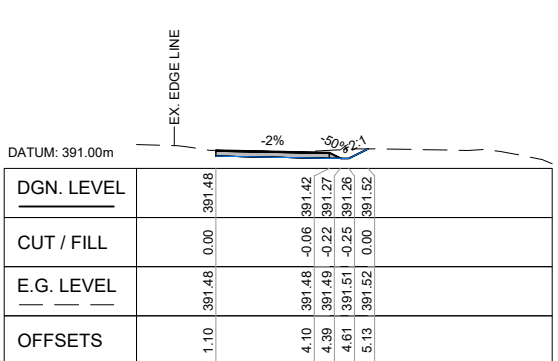 EX. EDGE LINE
-2%
-50%
2:1
DATUM: 391.00m
DGN. LEVEL 391.48 391.42 391.27 391.26 391.52
CUT / FILL 0.00 -0.06 -0.22 -0.25 0.00
E.G. LEVEL 391.48 391.48 391.49 391.51 391.52
OFFSETS 1.10 4.10 4.39 4.61 5.13